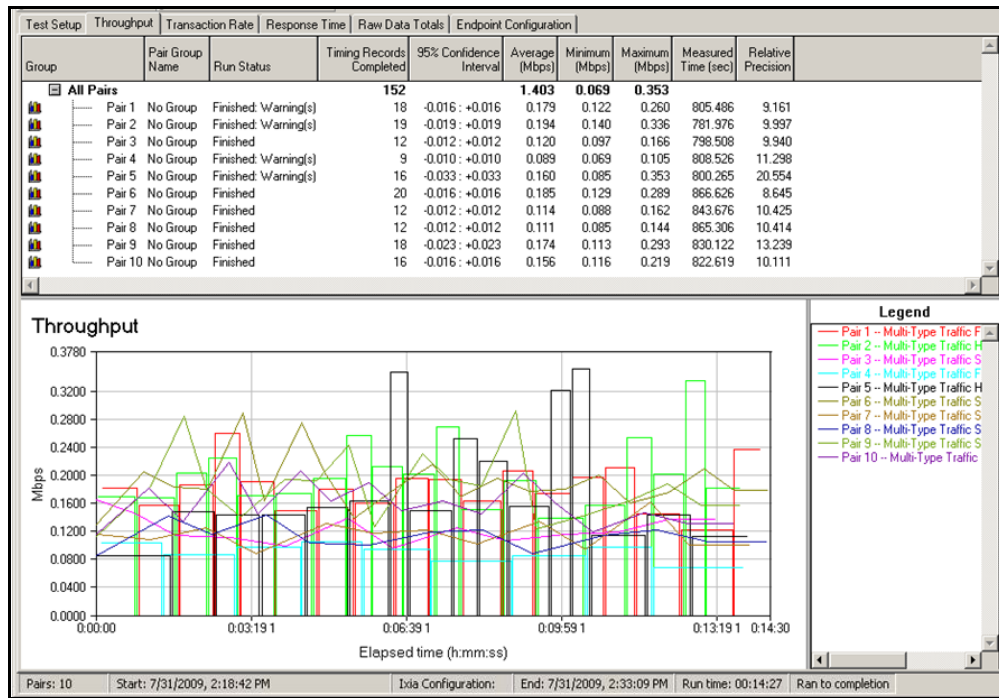 Test Setup Throughput Transaction Rate Response Time Raw Data Totals Endpoint Configuration
Group Pair Group Name Run Status Timing Records Completed 95% Confidence Interval Average (Mbps) Minimum (Mbps) Maximum (Mbps) Measured Time (sec) Relative Precision
All Pairs 152 1.403 0.069 0.353
Pair 1 No Group Finished: Warning(s) 18 -0.016 : +0.016 0.179 0.122 0.260 805.486 9.161
Pair 2 No Group Finished: Warning(s) 19 -0.019 : +0.019 0.194 0.140 0.336 781.976 9.997
Pair 3 No Group Finished 12 -0.012 : +0.012 0.120 0.097 0.166 798.508 9.940
Pair 4 No Group Finished: Warning(s) 9 -0.010 : +0.010 0.089 0.069 0.105 808.526 11.298
Pair 5 No Group Finished: Warning(s) 16 -0.033 : +0.033 0.160 0.085 0.353 800.265 20.554
Pair 6 No Group Finished 20 -0.016 : +0.016 0.185 0.129 0.289 866.626 8.645
Pair 7 No Group Finished 12 -0.012 : +0.012 0.114 0.088 0.162 843.676 10.425
Pair 8 No Group Finished 12 -0.012 : +0.012 0.111 0.085 0.144 865.306 10.414
Pair 9 No Group Finished 18 -0.023 : +0.023 0.174 0.113 0.293 830.122 13.239
Pair 10 No Group Finished 16 -0.016 : +0.016 0.156 0.116 0.219 822.619 10.111
Throughput
0.3780
0.3200
0.2800
0.2400
0.2000
0.1600
0.1200
0.0800
0.0400
0.0000
Mbps
0:00:00 0:03:19 1 0:06:39 1 0:09:59 1 0:13:19 1 0:14:30
Elapsed time (h:mm:ss)
Legend
Pair 1 -- Multi-Type Traffic F
Pair 2 -- Multi-Type Traffic H
Pair 3 -- Multi-Type Traffic S
Pair 4 -- Multi-Type Traffic F
Pair 5 -- Multi-Type Traffic H
Pair 6 -- Multi-Type Traffic S
Pair 7 -- Multi-Type Traffic S
Pair 8 -- Multi-Type Traffic S
Pair 9 -- Multi-Type Traffic S
Pair 10 -- Multi-Type Traffic
Pairs: 10 Start: 7/31/2009, 2:18:42 PM Ixia Configuration: End: 7/31/2009, 2:33:09 PM Run time: 00:14:27 Ran to completion